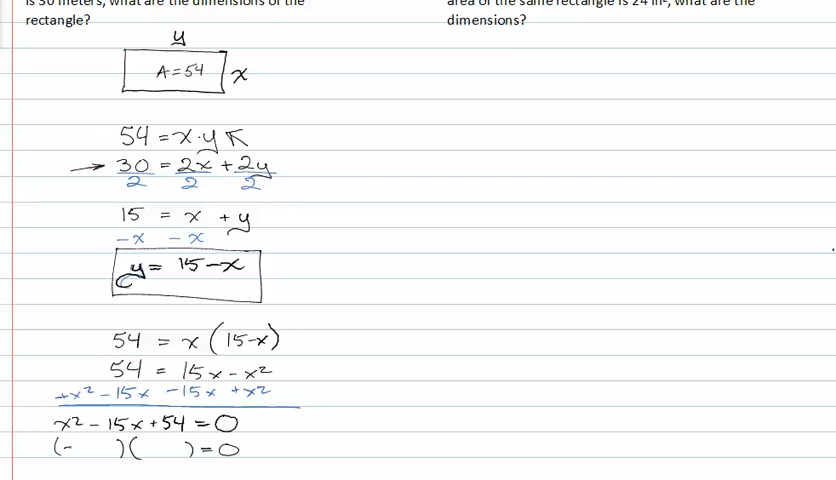 is 30 meters, what are the dimensions of the
rectangle?
y
A=54
x
54 = x·y
30 = 2x + 2y
2 2 2
15 = x + y
-x -x
y = 15-x
54 = x(15-x)
54 = 15x - x²
+x² - 15x -15x +x²
x² - 15x + 54 = 0
(- )( ) = 0
area of the same rectangle is 24 in², what are the
dimensions?